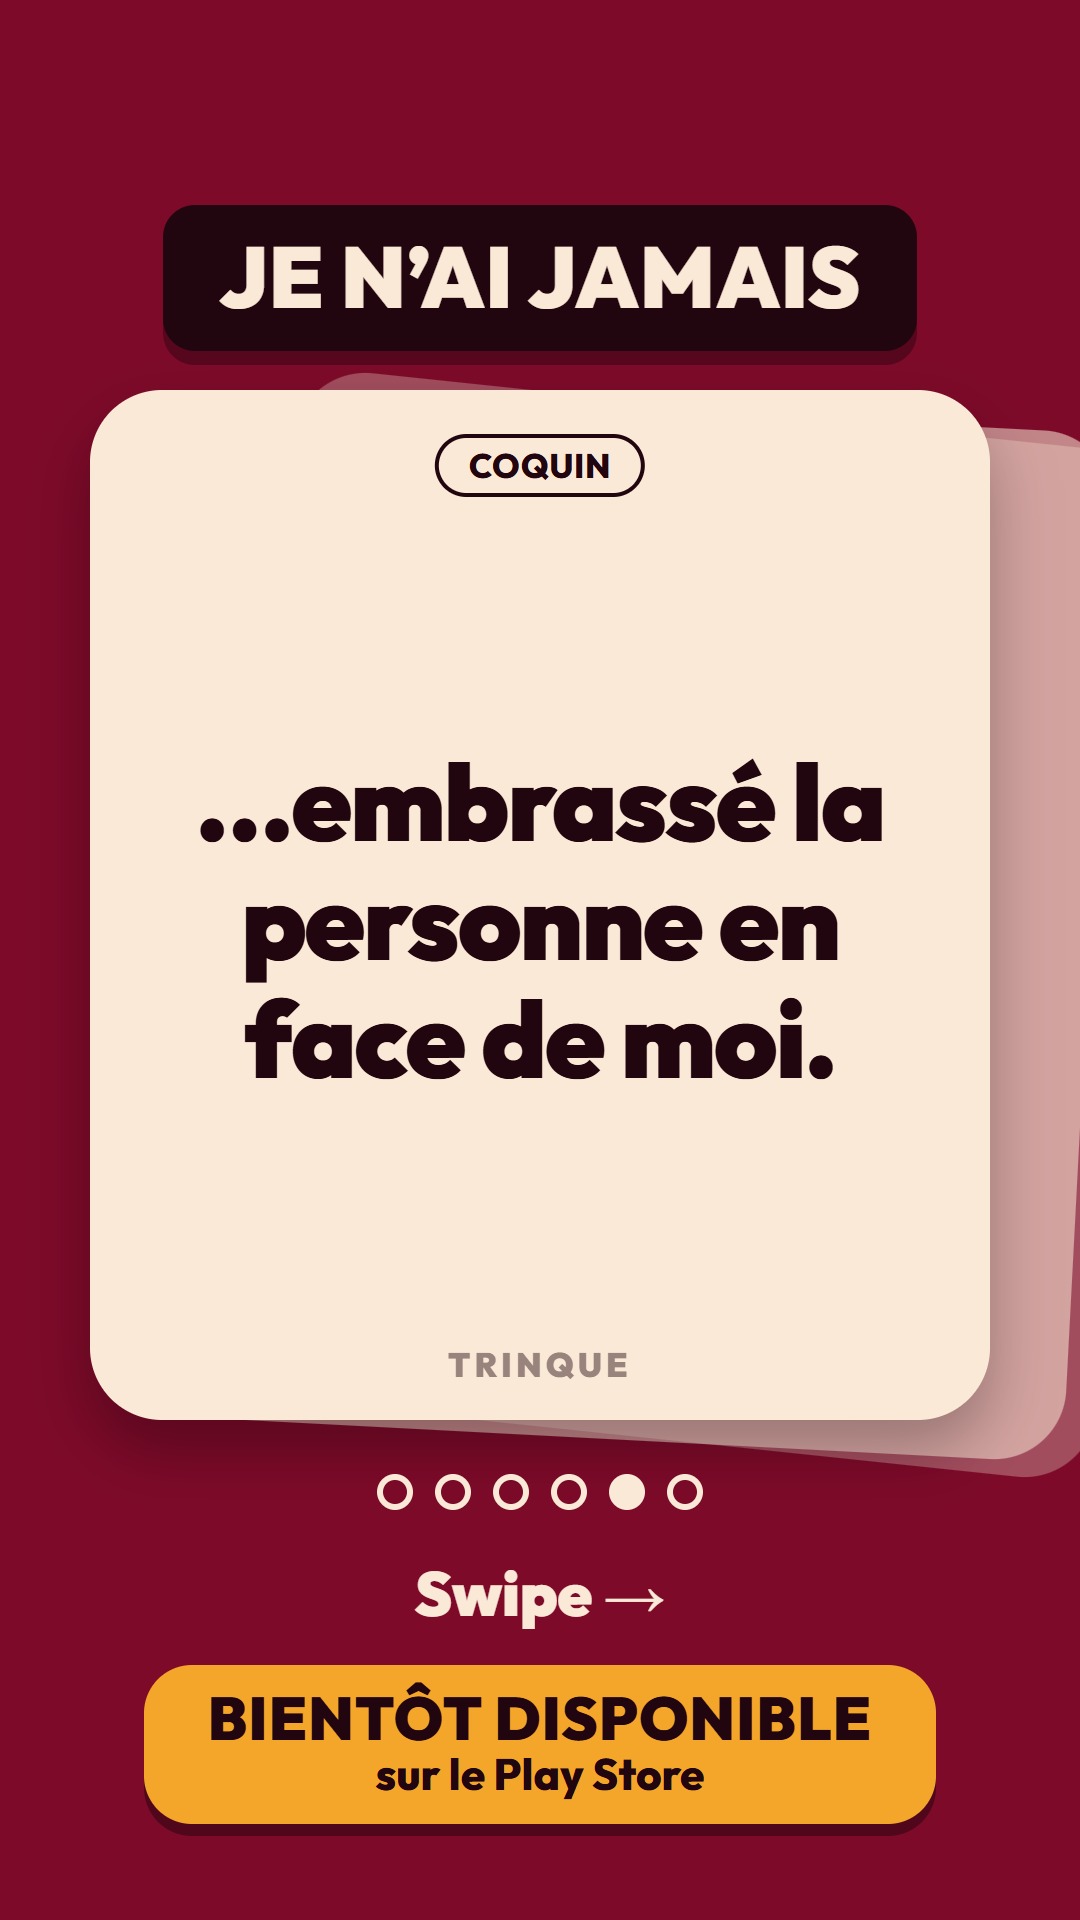 JE N’AI JAMAIS
COQUIN
...embrassé la
personne en
face de moi.
TRINQUE
Swipe →
BIENTÔT DISPONIBLE
sur le Play Store